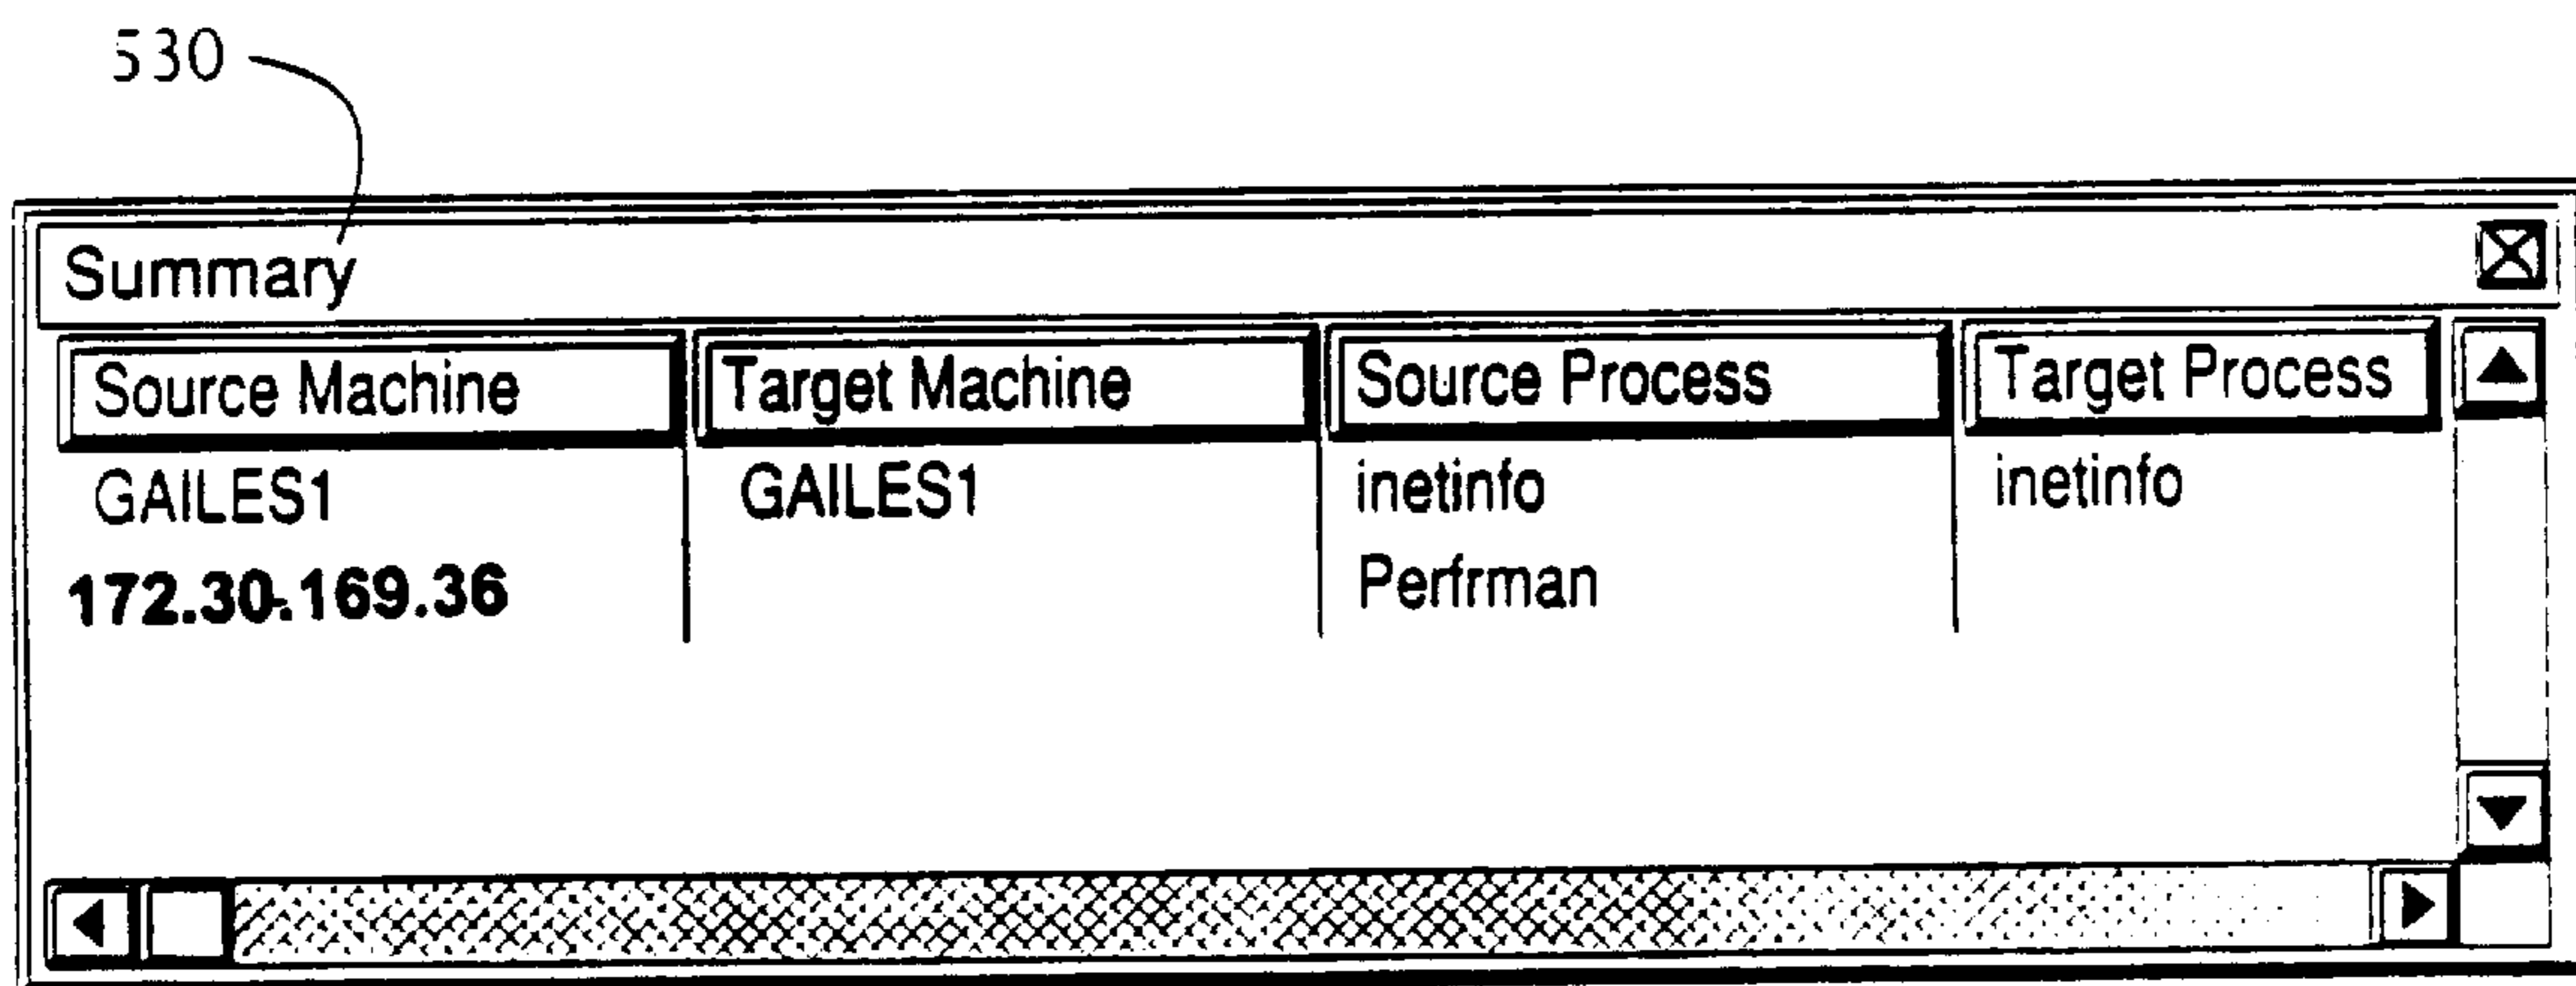 530
Summary
Source Machine Target Machine Source Process Target Process
GAILES1 GAILES1 inetinfo inetinfo
172.30.169.36 Perfrman